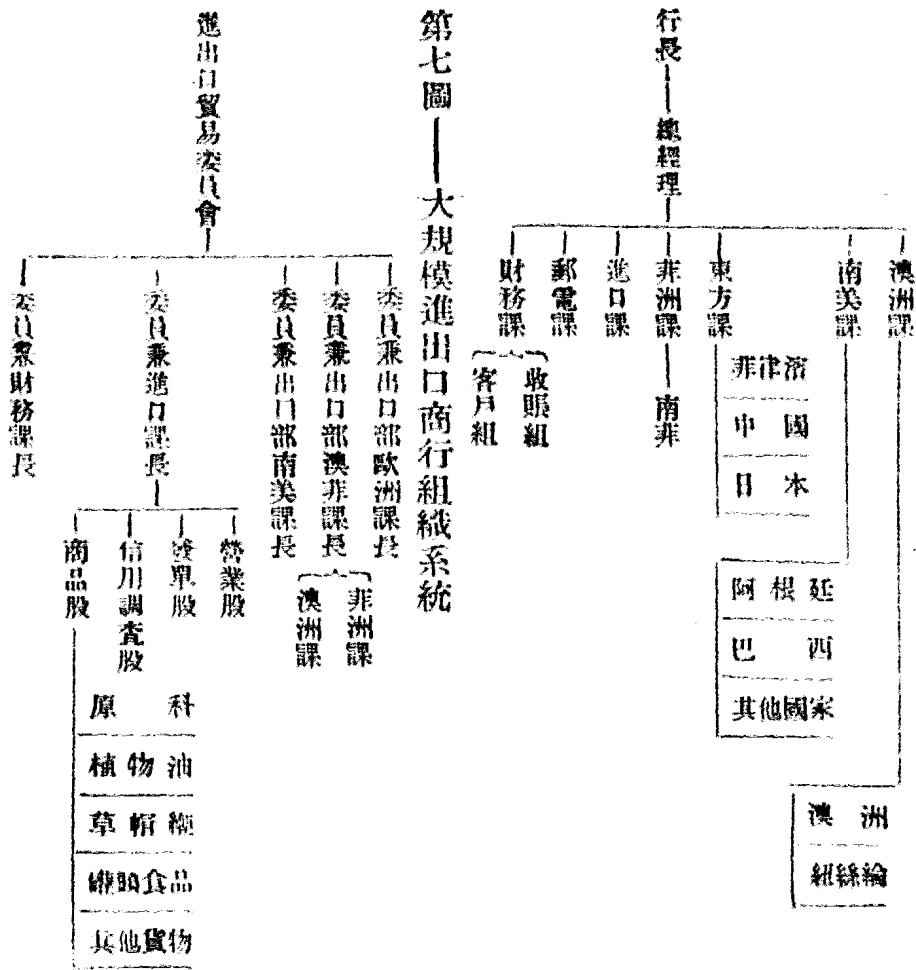 行長——總經理
澳洲課
澳洲
紐絲綸
南美課
阿根廷
巴西
其他國家
東方課
菲律濱
中國
日本
非洲課——南非
進口課
郵電課
財務課
收賬組
客戶組
第七圖——大規模進出口商行組織系統
進出口貿易委員會
委員兼出口部歐洲課長
委員兼出口部澳非課長
非洲課
澳洲課
委員兼出口部南美課長
委員兼進口課長
營業股
發單股
信用調查股
商品股
原科
植物油
草帽
罐頭食品
其他貨物
委員兼財務課長